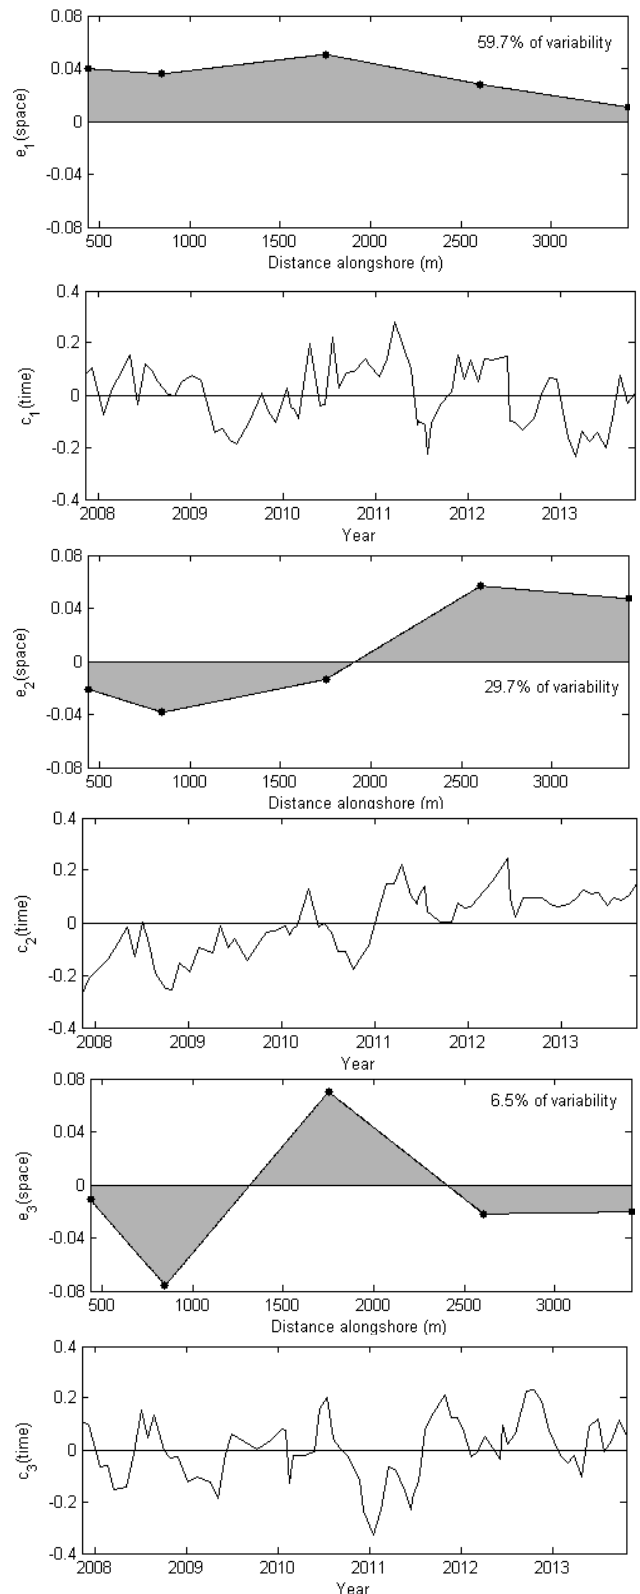 0.08
59.7% of variability
0.04
0
-0.04
-0.08
e1(space)
500 1000 1500 2000 2500 3000
Distance alongshore (m)
0.4
0.2
0
-0.2
-0.4
c1(time)
2008 2009 2010 2011 2012 2013
Year
0.08
0.04
0
29.7% of variability
-0.04
-0.08
e2(space)
500 1000 1500 2000 2500 3000
Distance alongshore (m)
0.4
0.2
0
-0.2
-0.4
c2(time)
2008 2009 2010 2011 2012 2013
Year
0.08
6.5% of variability
0.04
0
-0.04
-0.08
e3(space)
500 1000 1500 2000 2500 3000
Distance alongshore (m)
0.4
0.2
0
-0.2
-0.4
c3(time)
2008 2009 2010 2011 2012 2013
Year